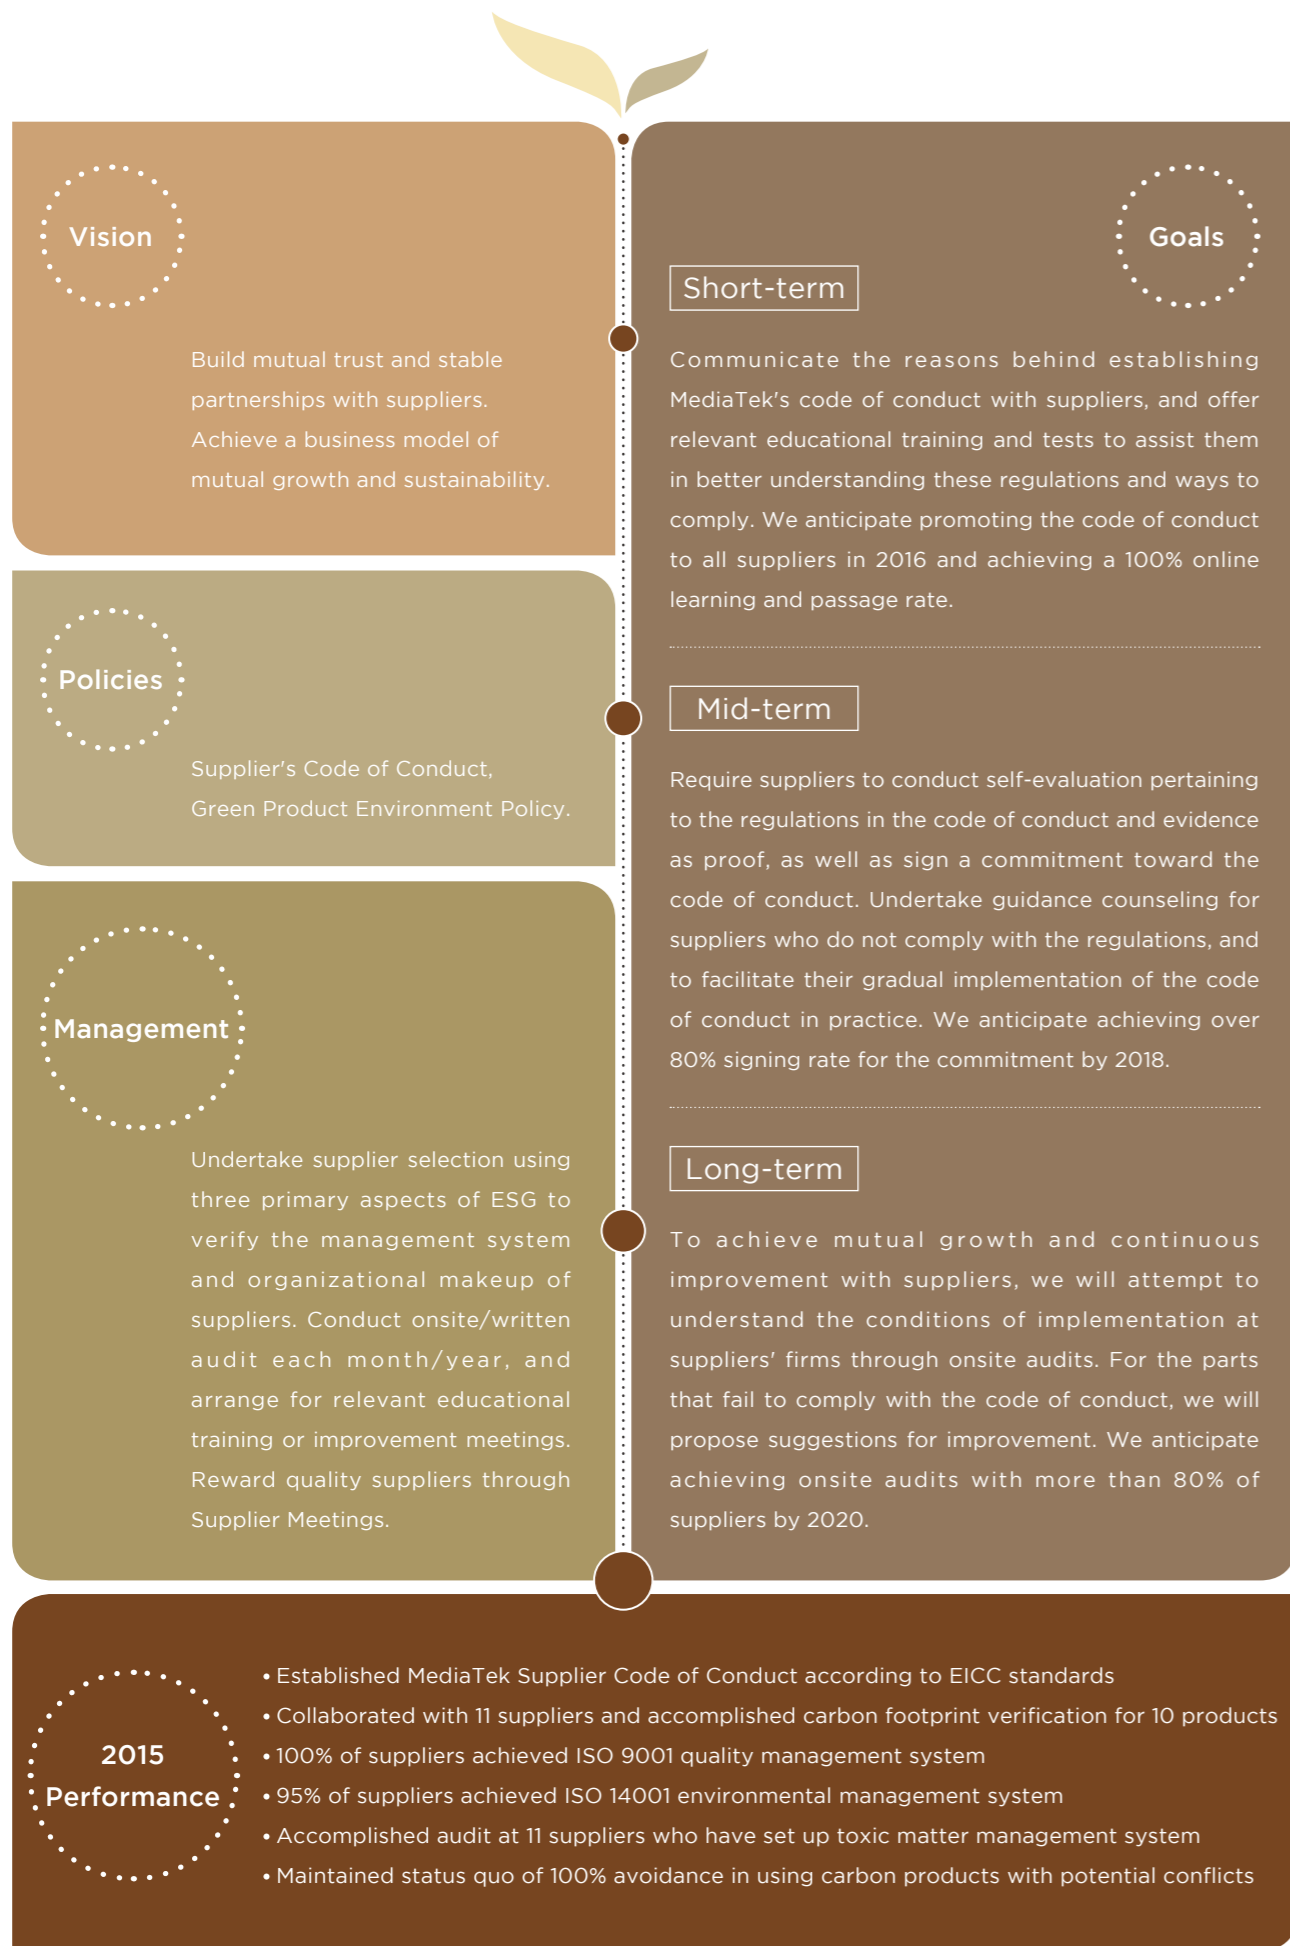 Vision
Build mutual trust and stable
partnerships with suppliers.
Achieve a business model of
mutual growth and sustainability.
Policies
Supplier's Code of Conduct,
Green Product Environment Policy.
Management
Undertake supplier selection using
three primary aspects of ESG to
verify the management system
and organizational makeup of
suppliers. Conduct onsite/written
audit each month/year, and
arrange for relevant educational
training or improvement meetings.
Reward quality suppliers through
Supplier Meetings.
Goals
Short-term
Communicate the reasons behind establishing
MediaTek's code of conduct with suppliers, and offer
relevant educational training and tests to assist them
in better understanding these regulations and ways to
comply. We anticipate promoting the code of conduct
to all suppliers in 2016 and achieving a 100% online
learning and passage rate.
Mid-term
Require suppliers to conduct self-evaluation pertaining
to the regulations in the code of conduct and evidence
as proof, as well as sign a commitment toward the
code of conduct. Undertake guidance counseling for
suppliers who do not comply with the regulations, and
to facilitate their gradual implementation of the code
of conduct in practice. We anticipate achieving over
80% signing rate for the commitment by 2018.
Long-term
To achieve mutual growth and continuous
improvement with suppliers, we will attempt to
understand the conditions of implementation at
suppliers' firms through onsite audits. For the parts
that fail to comply with the code of conduct, we will
propose suggestions for improvement. We anticipate
achieving onsite audits with more than 80% of
suppliers by 2020.
2015
Performance
• Established MediaTek Supplier Code of Conduct according to EICC standards
• Collaborated with 11 suppliers and accomplished carbon footprint verification for 10 products
• 100% of suppliers achieved ISO 9001 quality management system
• 95% of suppliers achieved ISO 14001 environmental management system
• Accomplished audit at 11 suppliers who have set up toxic matter management system
• Maintained status quo of 100% avoidance in using carbon products with potential conflicts